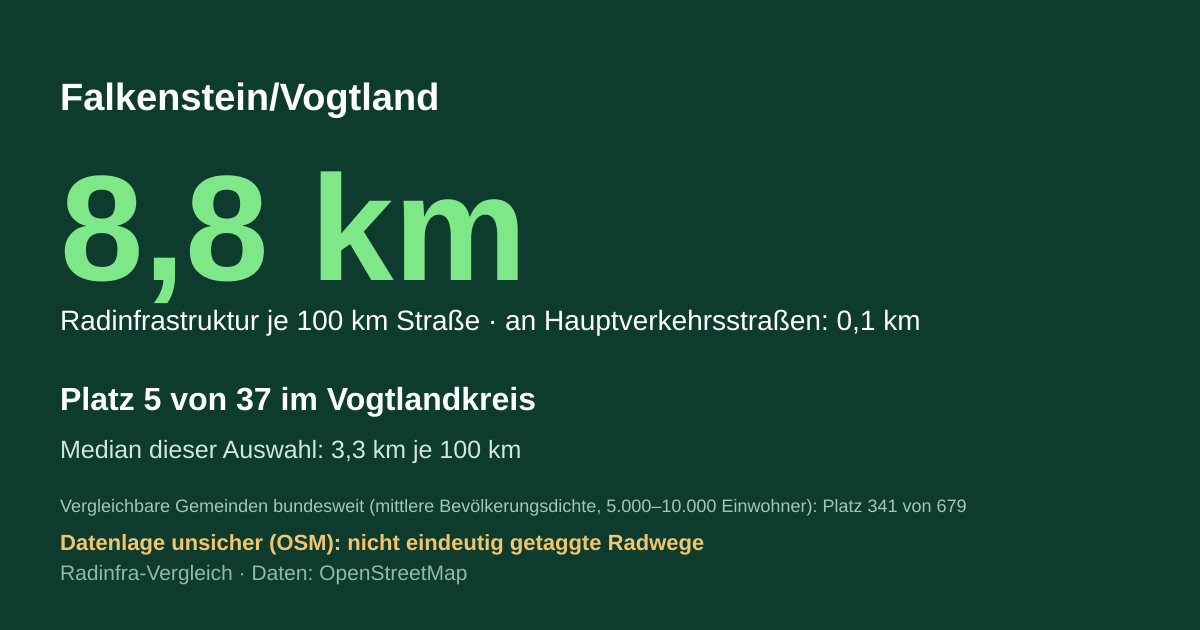 Falkenstein/Vogtland
8,8 km
Radinfrastruktur je 100 km Straße · an Hauptverkehrsstraßen: 0,1 km
Platz 5 von 37 im Vogtlandkreis
Median dieser Auswahl: 3,3 km je 100 km
Vergleichbare Gemeinden bundesweit (mittlere Bevölkerungsdichte, 5.000–10.000 Einwohner): Platz 341 von 679
Datenlage unsicher (OSM): nicht eindeutig getaggte Radwege
Radinfra-Vergleich · Daten: OpenStreetMap